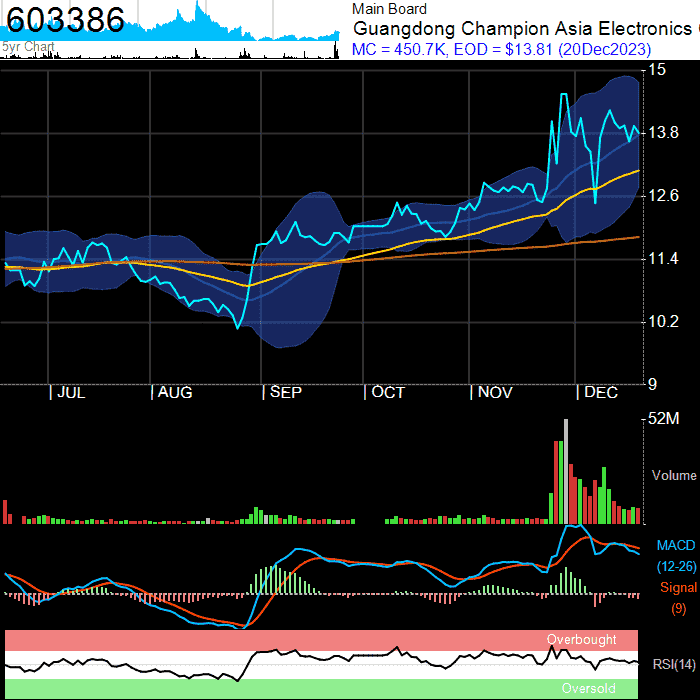 603386
5yr Chart
Main Board
Guangdong Champion Asia Electronics
MC = 450.7K, EOD = $13.81 (20Dec2023)
15
13.8
12.6
11.4
10.2
9
JUL
AUG
SEP
OCT
NOV
DEC
52M
Volume
MACD
(12-26)
Signal
(9)
Overbought
RSI(14)
Oversold